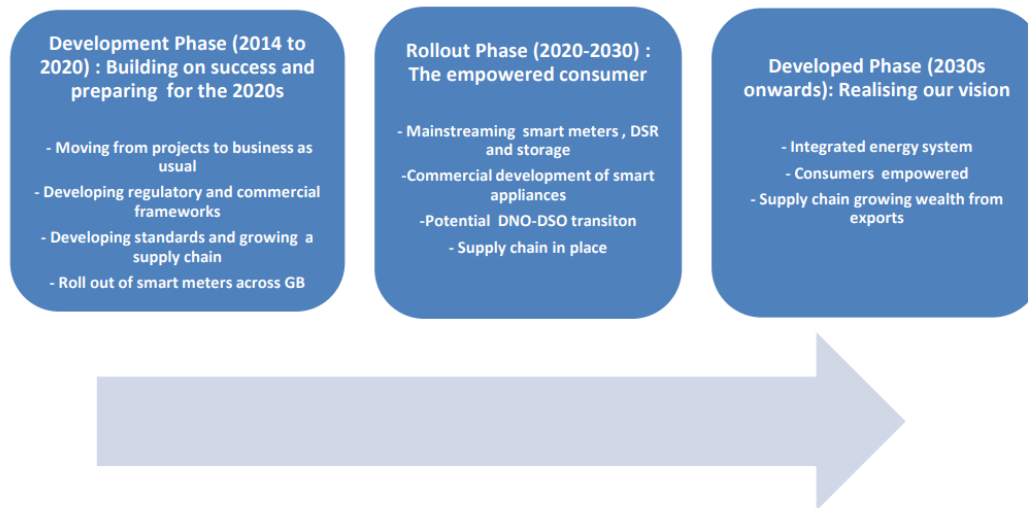 Development Phase (2014 to
2020) : Building on success and
preparing for the 2020s
- Moving from projects to business as
usual
- Developing regulatory and commercial
frameworks
- Developing standards and growing a
supply chain
- Roll out of smart meters across GB
Rollout Phase (2020-2030) :
The empowered consumer
- Mainstreaming smart meters , DSR
and storage
-Commercial development of smart
appliances
-Potential DNO-DSO transiton
- Supply chain in place
Developed Phase (2030s
onwards): Realising our vision
- Integrated energy system
- Consumers empowered
- Supply chain growing wealth from
exports